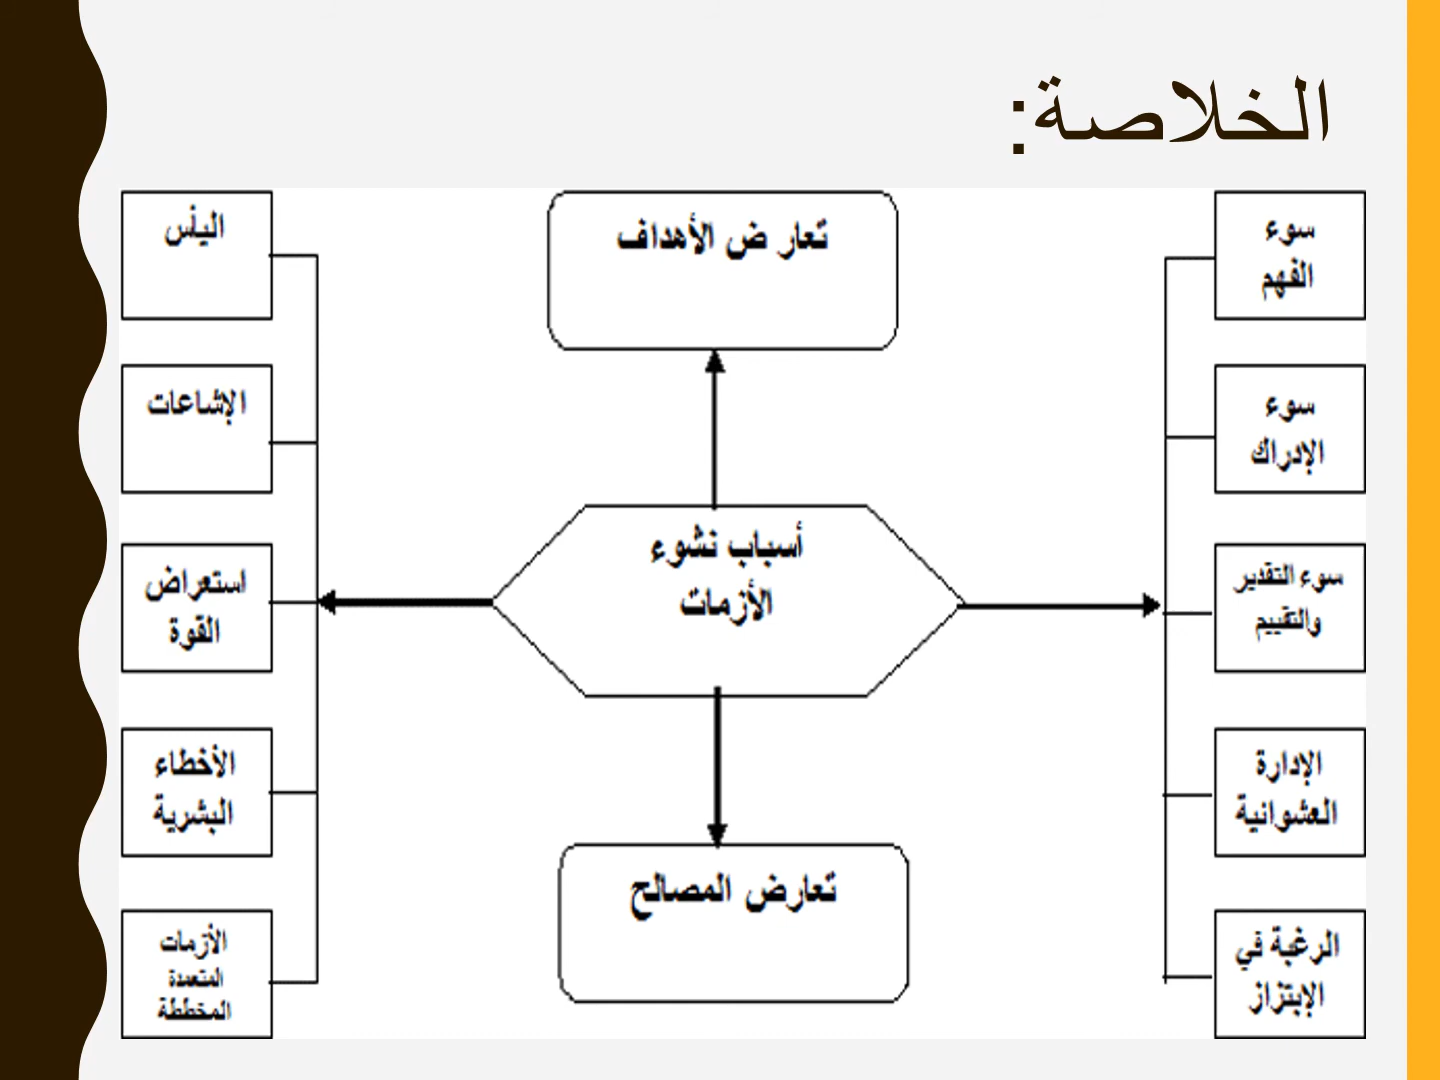 الخلاصة:
سوء
الفهم
سوء
الإدراك
سوء التقدير
والتقييم
الإدارة
العشوائية
الرغبة في
الإبتزاز
تعار ض الأهداف
أسباب نشوء
الأزمات
تعارض المصالح
اليأس
الإشاعات
استعراض
القوة
الأخطاء
البشرية
الأزمات
المتعمدة
المخططة